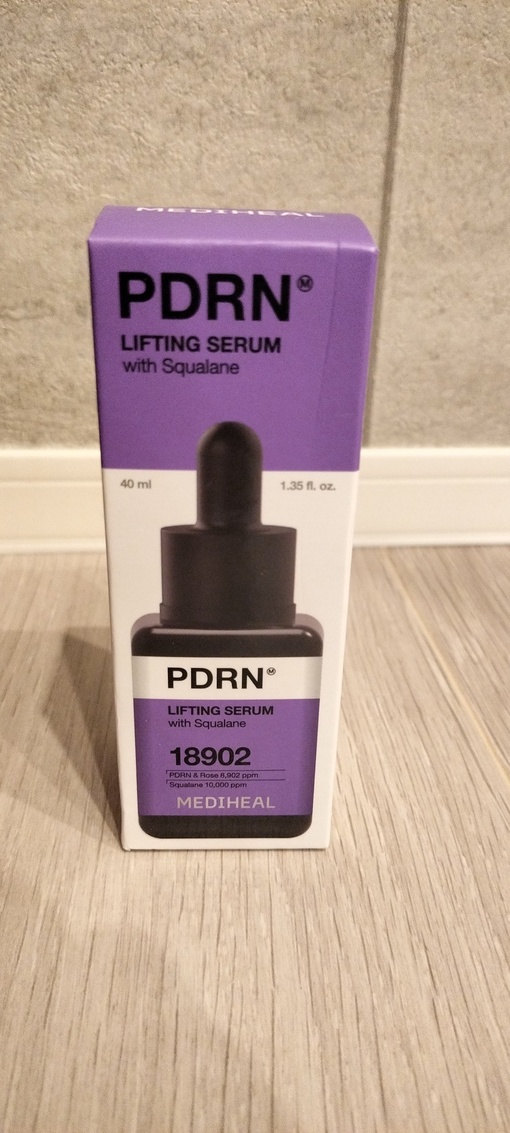 MEDIHEAL
PDRN Ⓜ
LIFTING SERUM
with Squalane
40 ml
1.35 fl. oz.
PDRN Ⓜ
LIFTING SERUM
with Squalane
18902
PDRN & Rose 8,902 ppm
Squalane 10,000 ppm
MEDIHEAL